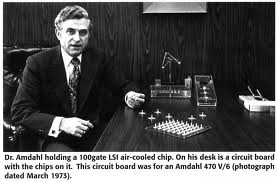 Dr. Amdahl holding a 100gate LSI air-cooled chip. On his desk is a circuit board
with the chips on it.  This circuit board was for an Amdahl 470 V/6 (photograph
dated March 1973).